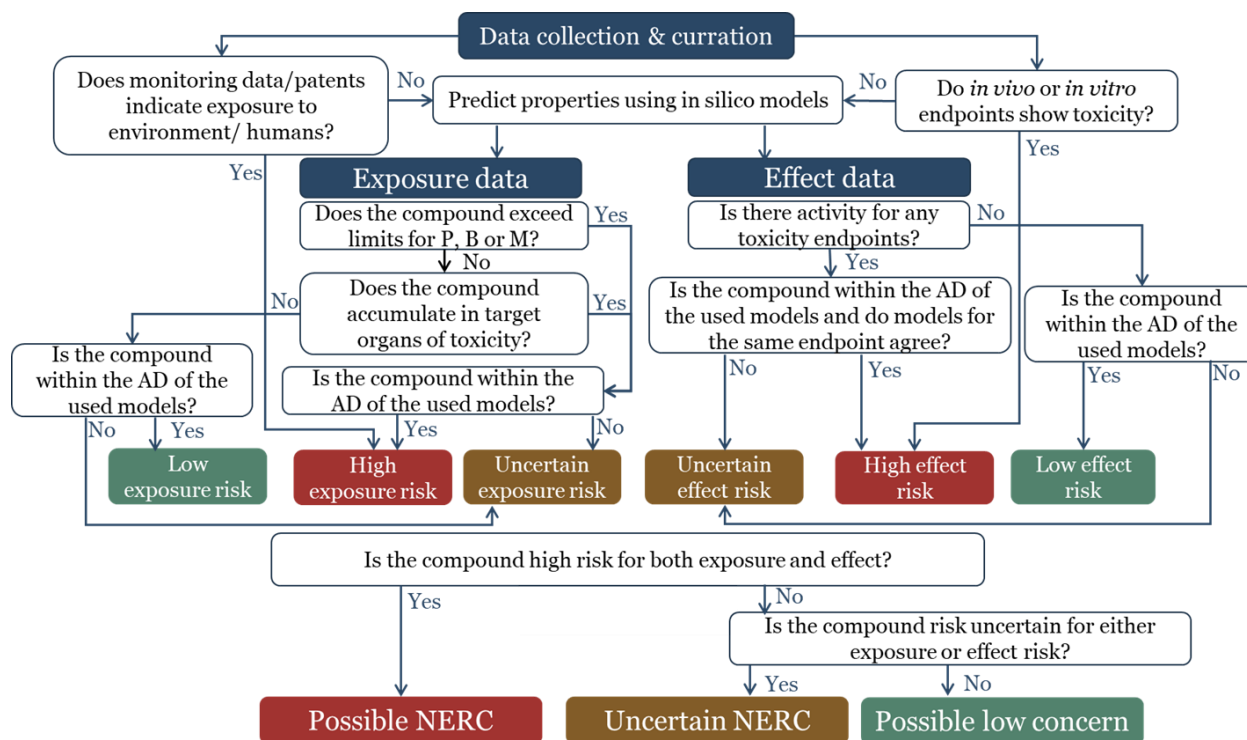 Data collection & curration
Does monitoring data/patents
indicate exposure to
environment/ humans?
No
Predict properties using in silico models
No
Do in vivo or in vitro
endpoints show toxicity?
Yes
Yes
Exposure data
Effect data
Does the compound exceed
limits for P, B or M?
Yes
Is there activity for any
toxicity endpoints?
No
No
Yes
No
Does the compound
accumulate in target
organs of toxicity?
Yes
Is the compound within the AD of
the used models and do models for
the same endpoint agree?
Is the compound
within the AD of the
used models?
Is the compound
within the AD of the
used models?
Is the compound within the
AD of the used models?
No
Yes
Yes
No
No
Yes
Yes
No
Low
exposure risk
High
exposure risk
Uncertain
exposure risk
Uncertain
effect risk
High effect
risk
Low effect
risk
Is the compound high risk for both exposure and effect?
Yes
No
Is the compound risk uncertain for either
exposure or effect risk?
Yes
No
Possible NERC
Uncertain NERC
Possible low concern